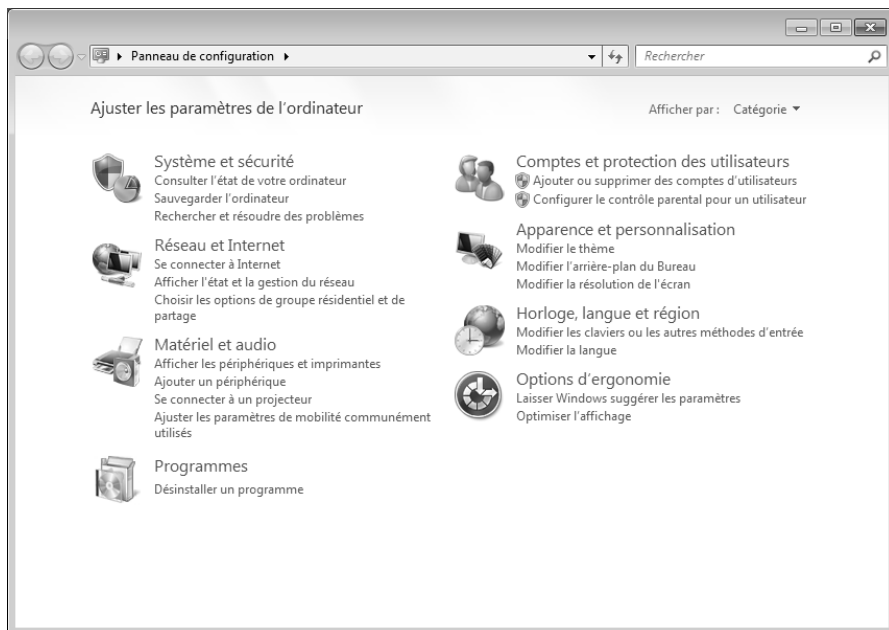 Panneau de configuration
Rechercher
Ajuster les paramètres de l'ordinateur
Afficher par : Catégorie
Système et sécurité
Consulter l'état de votre ordinateur
Sauvegarder l'ordinateur
Rechercher et résoudre des problèmes
Réseau et Internet
Se connecter à Internet
Afficher l'état et la gestion du réseau
Choisir les options de groupe résidentiel et de
partage
Matériel et audio
Afficher les périphériques et imprimantes
Ajouter un périphérique
Se connecter à un projecteur
Ajuster les paramètres de mobilité communément
utilisés
Programmes
Désinstaller un programme
Comptes et protection des utilisateurs
Ajouter ou supprimer des comptes d'utilisateurs
Configurer le contrôle parental pour un utilisateur
Apparence et personnalisation
Modifier le thème
Modifier l'arrière-plan du Bureau
Modifier la résolution de l'écran
Horloge, langue et région
Modifier les claviers ou les autres méthodes d'entrée
Modifier la langue
Options d'ergonomie
Laisser Windows suggérer les paramètres
Optimiser l'affichage